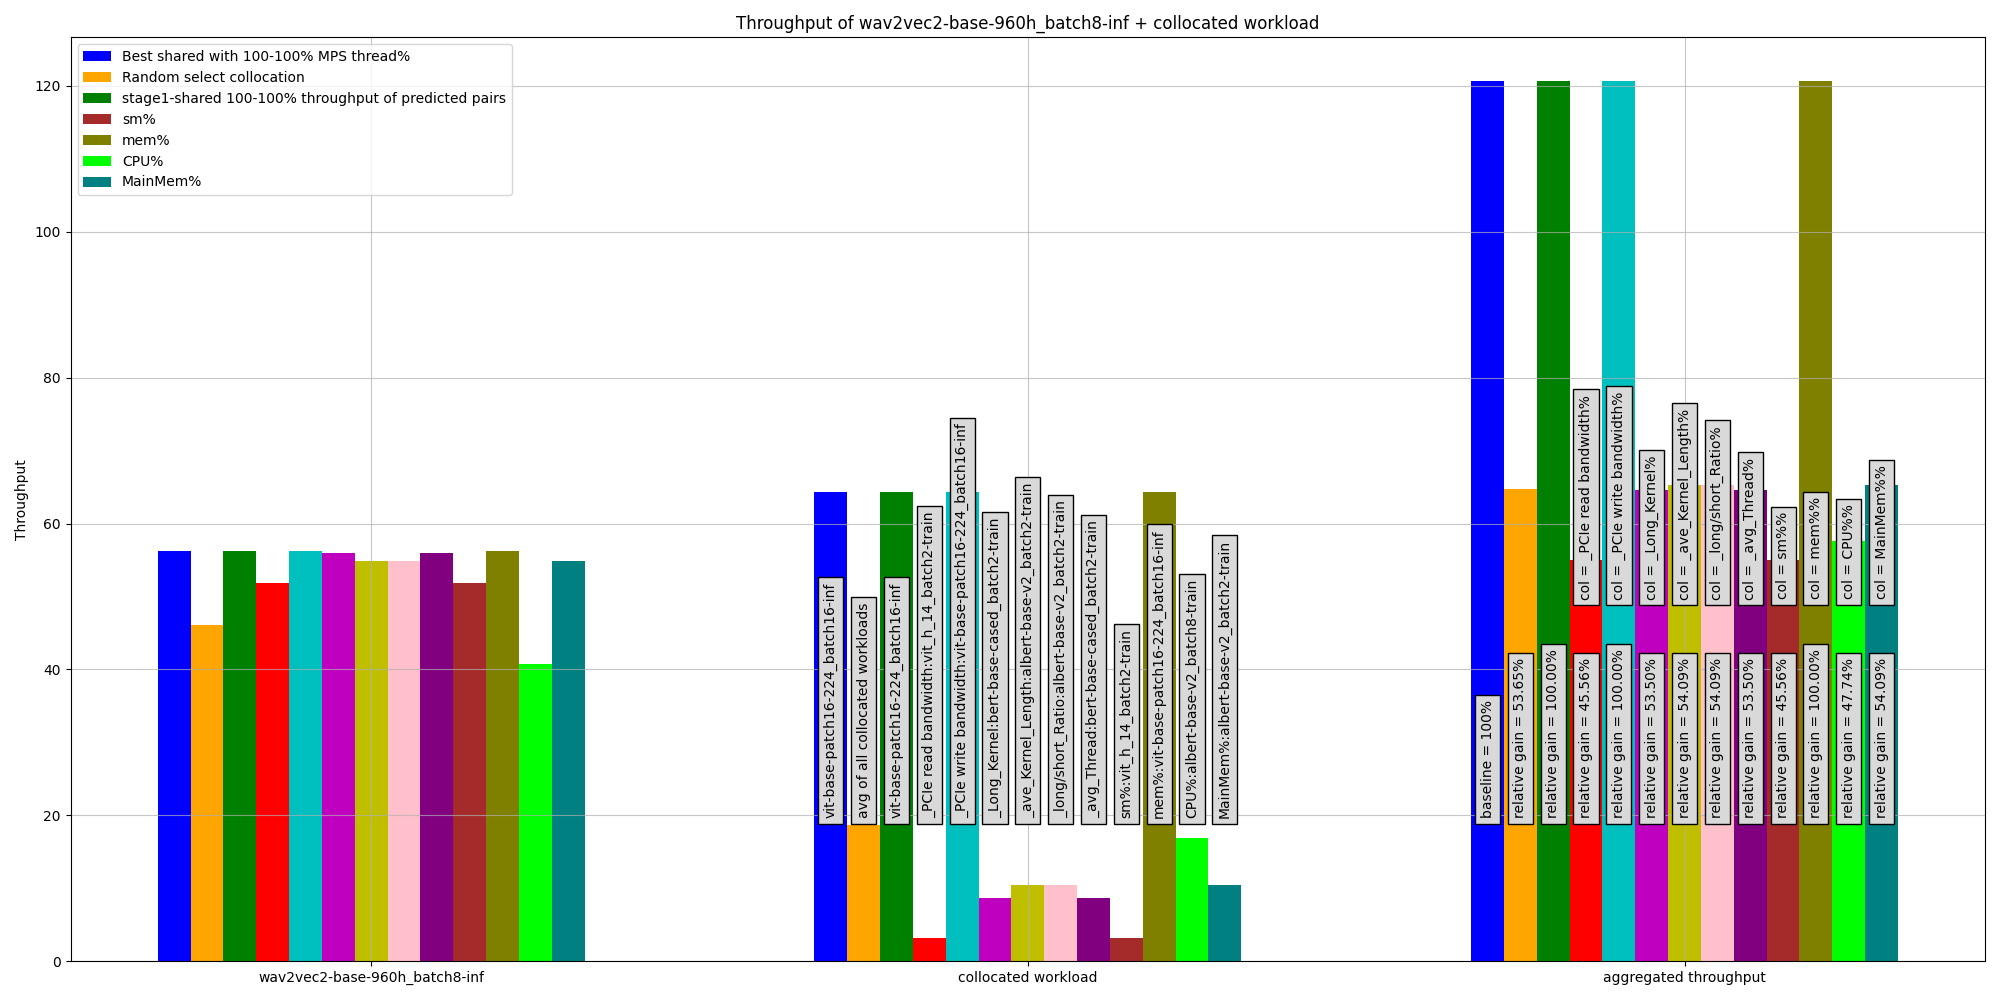 Throughput of wav2vec2-base-960h_batch8-inf + collocated workload
Best shared with 100-100% MPS thread%
Random select collocation
stage1-shared 100-100% throughput of predicted pairs
sm%
mem%
CPU%
MainMem%
Throughput
120
100
80
60
40
20
0
vit-base-patch16-224_batch16-inf
avg of all collocated workloads
vit-base-patch16-224_batch16-inf
_PCIe read bandwidth:vit_h_14_batch2-train
_PCIe write bandwidth:vit-base-patch16-224_batch16-inf
_Long_Kernel:bert-base-cased_batch2-train
_ave_Kernel_Length:albert-base-v2_batch2-train
_long/short_Ratio:albert-base-v2_batch2-train
_avg_Thread:bert-base-cased_batch2-train
sm%:vit_h_14_batch2-train
mem%:vit-base-patch16-224_batch16-inf
CPU%:albert-base-v2_batch8-train
MainMem%:albert-base-v2_batch2-train
col = _PCIe read bandwidth%
col = _PCIe write bandwidth%
col = _Long_Kernel%
col = _ave_Kernel_Length%
col = _long/short_Ratio%
col = _avg_Thread%
col = sm%%
col = mem%%
col = CPU%%
col = MainMem%%
baseline = 100%
relative gain = 53.65%
relative gain = 100.00%
relative gain = 45.56%
relative gain = 100.00%
relative gain = 53.50%
relative gain = 54.09%
relative gain = 54.09%
relative gain = 53.50%
relative gain = 45.56%
relative gain = 100.00%
relative gain = 47.74%
relative gain = 54.09%
wav2vec2-base-960h_batch8-inf
collocated workload
aggregated throughput